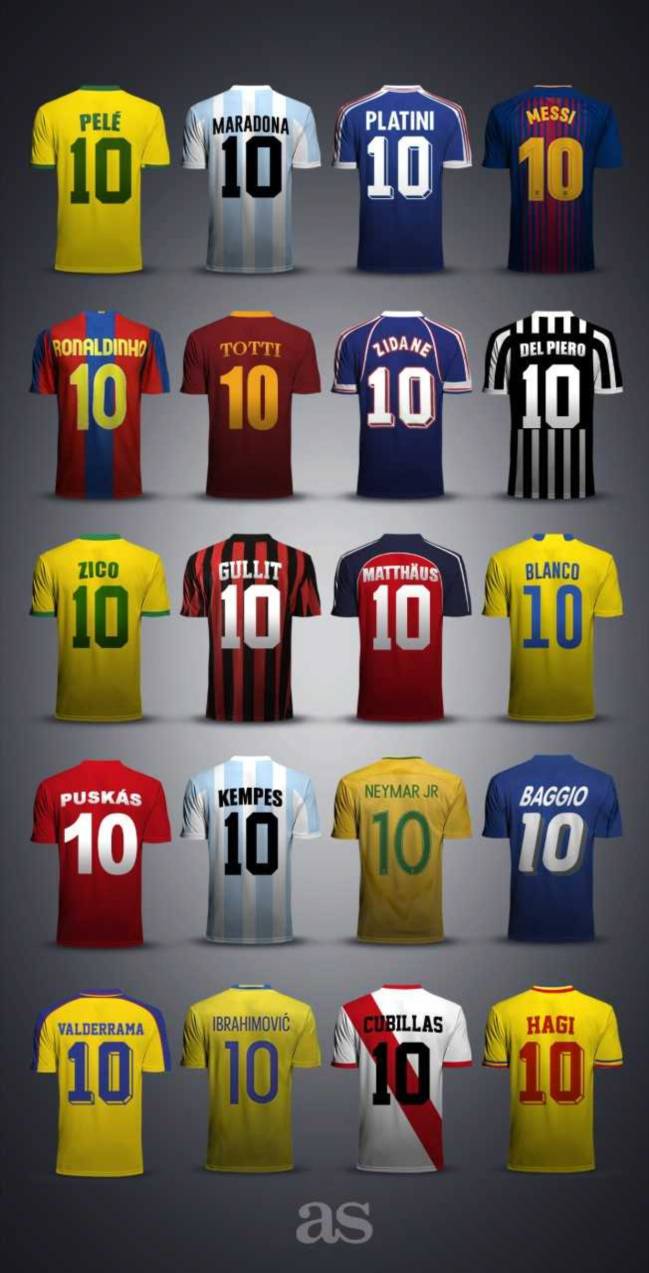 PELÉ
10
MARADONA
10
PLATINI
10
MESSI
10
RONALDINHO
10
TOTTI
10
ZIDANE
10
DEL PIERO
10
ZICO
10
GULLIT
10
MATTHÄUS
10
BLANCO
10
PUSKÁS
10
KEMPES
10
NEYMAR JR
10
BAGGIO
10
VALDERRAMA
10
IBRAHIMOVIĆ
10
CUBILLAS
10
HAGI
10
as